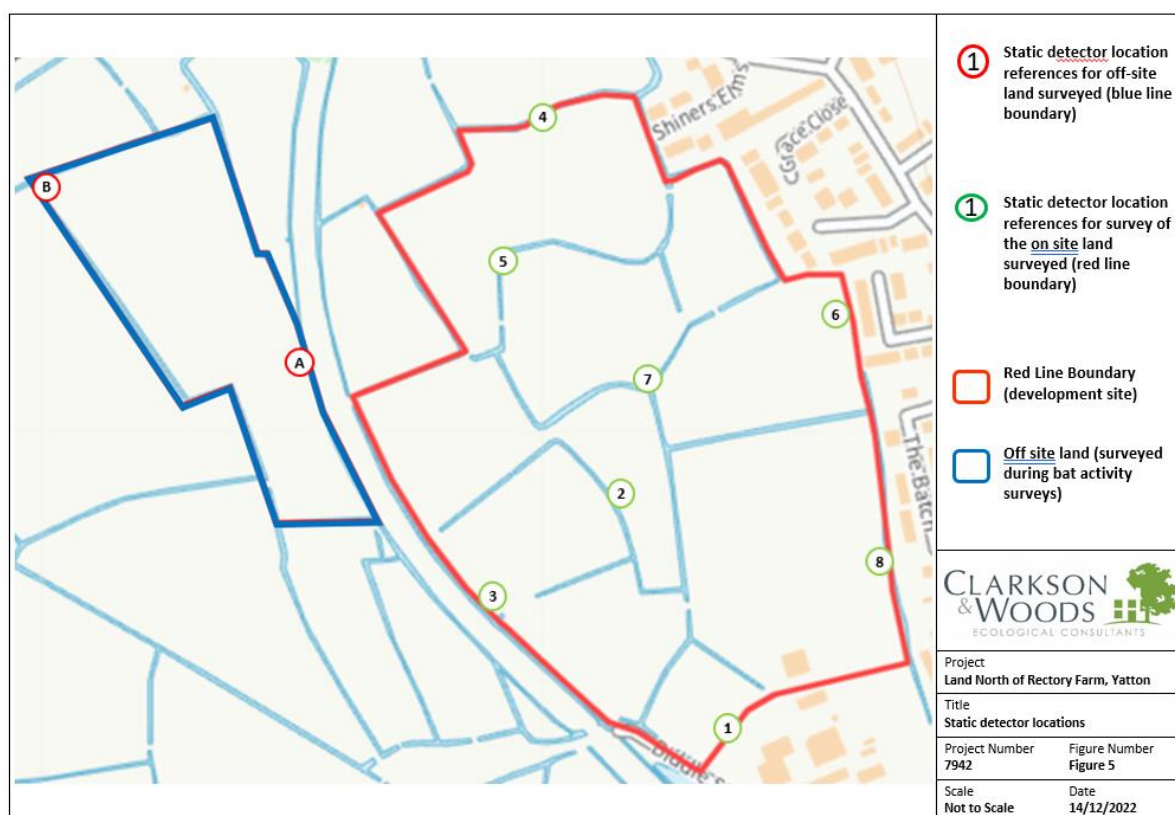 B
A
4
5
6
7
2
3
8
1
Shiners Elms
Grace Close
The Batch
1
Static detector location
references for off-site
land surveyed (blue line
boundary)
1
Static detector location
references for survey of
the on site land
surveyed (red line
boundary)
Red Line Boundary
(development site)
Off site land (surveyed
during bat activity
surveys)
CLARKSON
& WOODS
ECOLOGICAL CONSULTANTS
Project
Land North of Rectory Farm, Yatton
Title
Static detector locations
Project Number
7942
Figure Number
Figure 5
Scale
Not to Scale
Date
14/12/2022